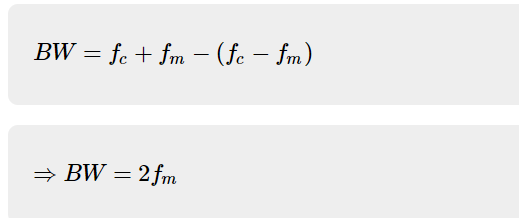 BW = f_c + f_m − (f_c − f_m)
⇒ BW = 2f_m